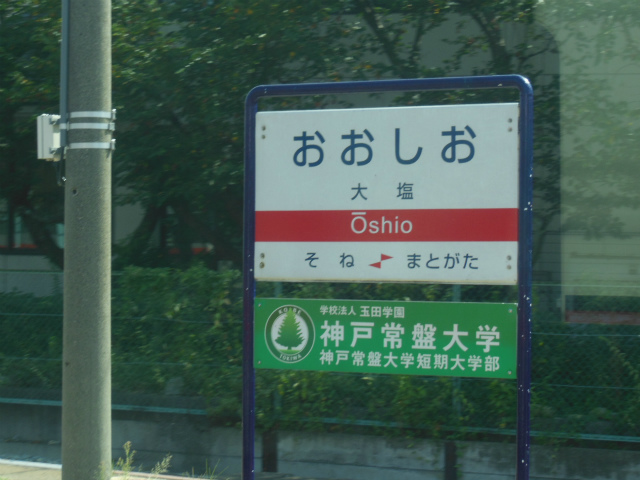 おおしお
大塩
Ōshio
そね まとがた
学校法人 玉田学園
神戸常盤大学
神戸常盤大学短期大学部
KOBE
TOKIWA